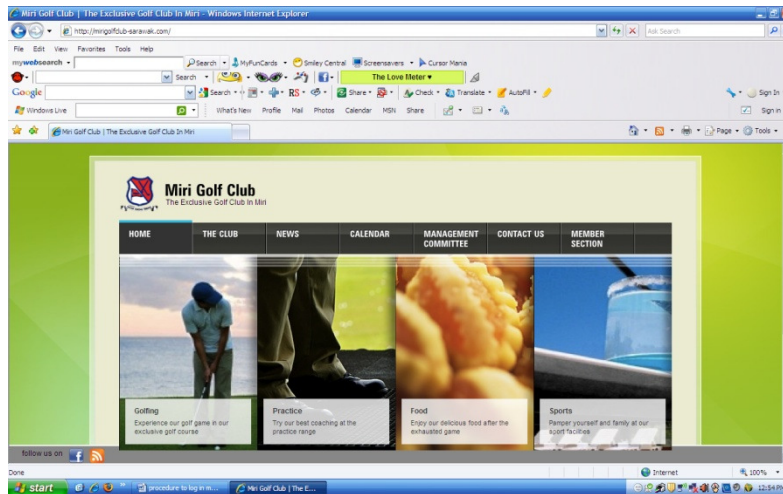 Miri Golf Club | The Exclusive Golf Club In Miri - Windows Internet Explorer
http://mirigolfclub-sarawak.com/
Ask Search
File Edit View Favorites Tools Help
mywebsearch Search MyFunCards Smiley Central Screensavers Cursor Mania
Search The Love Meter ♥
Google Search RS Share Check Translate AutoFill Sign In
Windows Live What's New Profile Mail Photos Calendar MSN Share Sign in
Miri Golf Club | The Exclusive Golf Club In Miri Page Tools
Miri Golf Club
The Exclusive Golf Club In Miri
HOME THE CLUB NEWS CALENDAR MANAGEMENT COMMITTEE CONTACT US MEMBER SECTION
Golfing
Experience our golf game in our
exclusive golf course
Practice
Try our best coaching at the
practice range
Food
Enjoy our delicious food after the
exhausted game
Sports
Pamper yourself and family at our
sport facilities
follow us on
Done Internet 100%
start procedure to log in m... Miri Golf Club | The E... 12:54